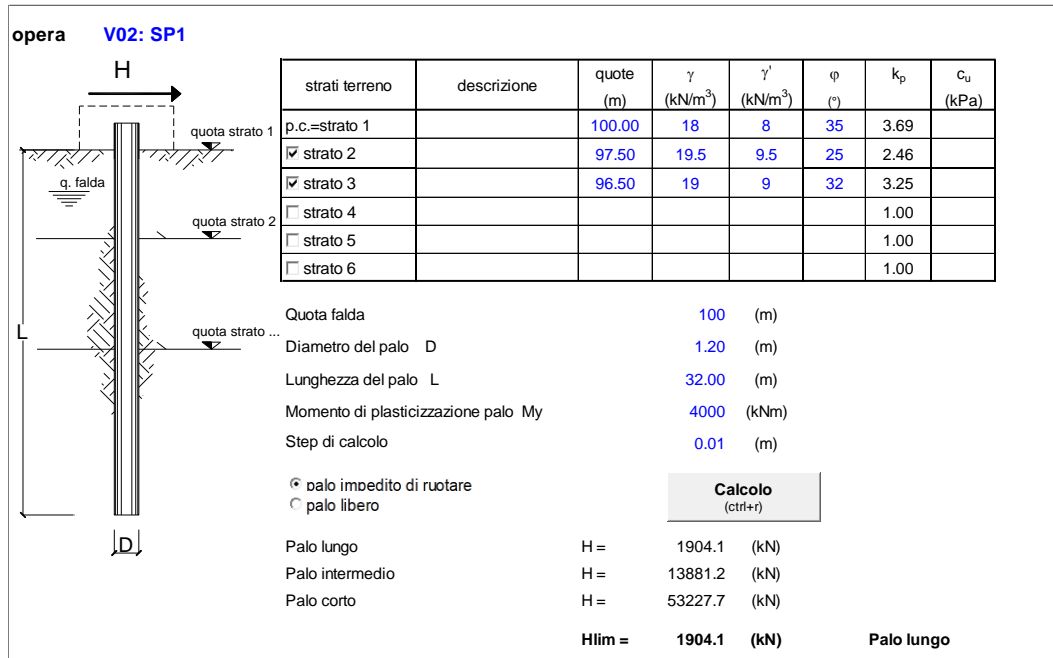 opera V02: SP1
H
quota strato 1
q. falda
quota strato 2
L
quota strato ...
D
strati terreno descrizione quote γ γ' φ kp cu
(m) (kN/m³) (kN/m³) (°) (kPa)
p.c.=strato 1 100.00 18 8 35 3.69
strato 2 97.50 19.5 9.5 25 2.46
strato 3 96.50 19 9 32 3.25
strato 4 1.00
strato 5 1.00
strato 6 1.00
Quota falda 100 (m)
Diametro del palo D 1.20 (m)
Lunghezza del palo L 32.00 (m)
Momento di plasticizzazione palo My 4000 (kNm)
Step di calcolo 0.01 (m)
palo impedito di ruotare
palo libero
Calcolo
(ctrl+r)
Palo lungo H = 1904.1 (kN)
Palo intermedio H = 13881.2 (kN)
Palo corto H = 53227.7 (kN)
Hlim = 1904.1 (kN) Palo lungo